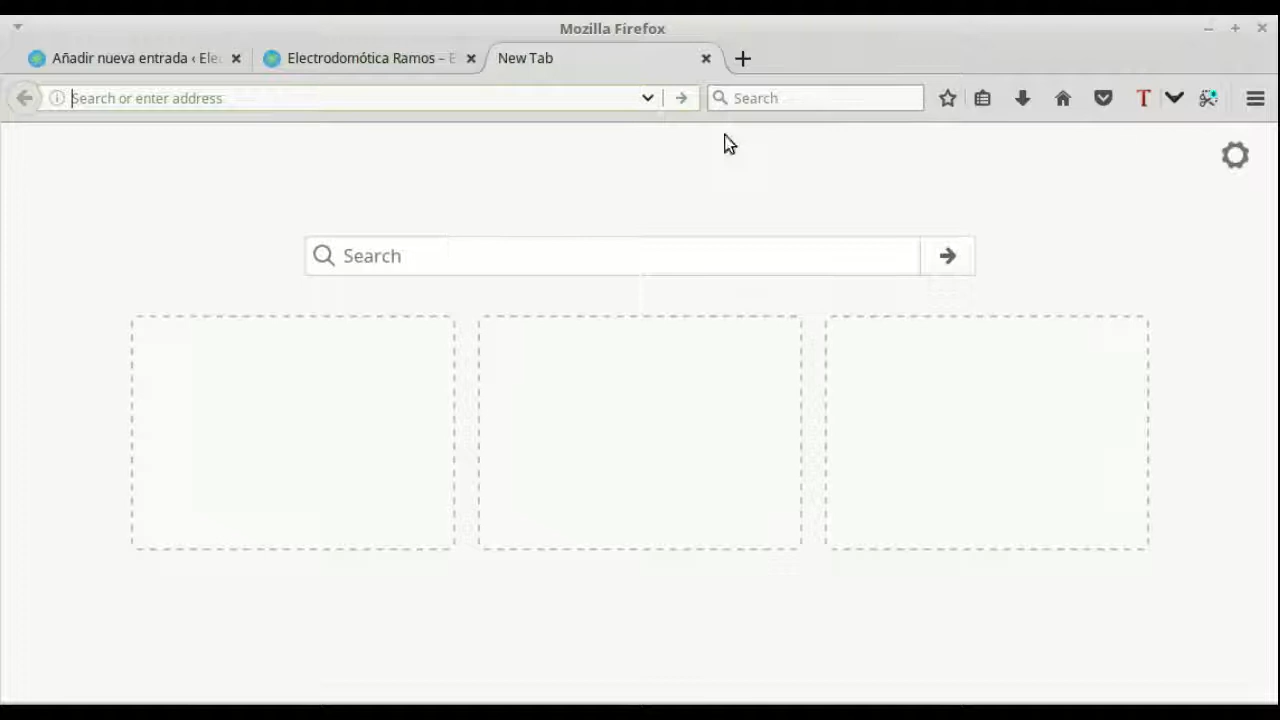 Mozilla Firefox
Añadir nueva entrada ‹ Ele
Electrodomótica Ramos – E
New Tab
Search or enter address
Search
T
Search